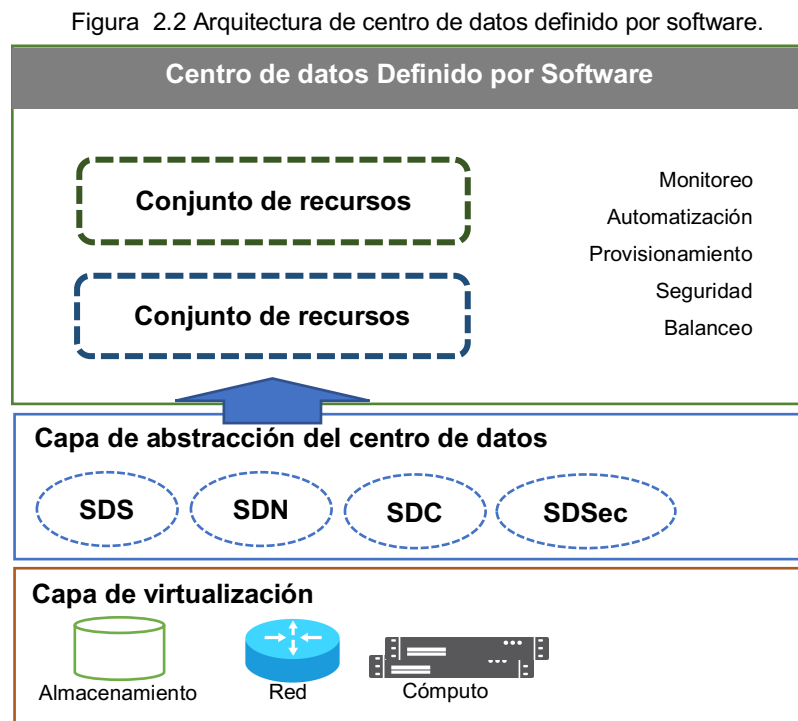 Figura 2.2 Arquitectura de centro de datos definido por software.
Centro de datos Definido por Software
Conjunto de recursos
Conjunto de recursos
Monitoreo
Automatización
Provisionamiento
Seguridad
Balanceo
Capa de abstracción del centro de datos
SDS SDN SDC SDSec
Capa de virtualización
Almacenamiento Red Cómputo